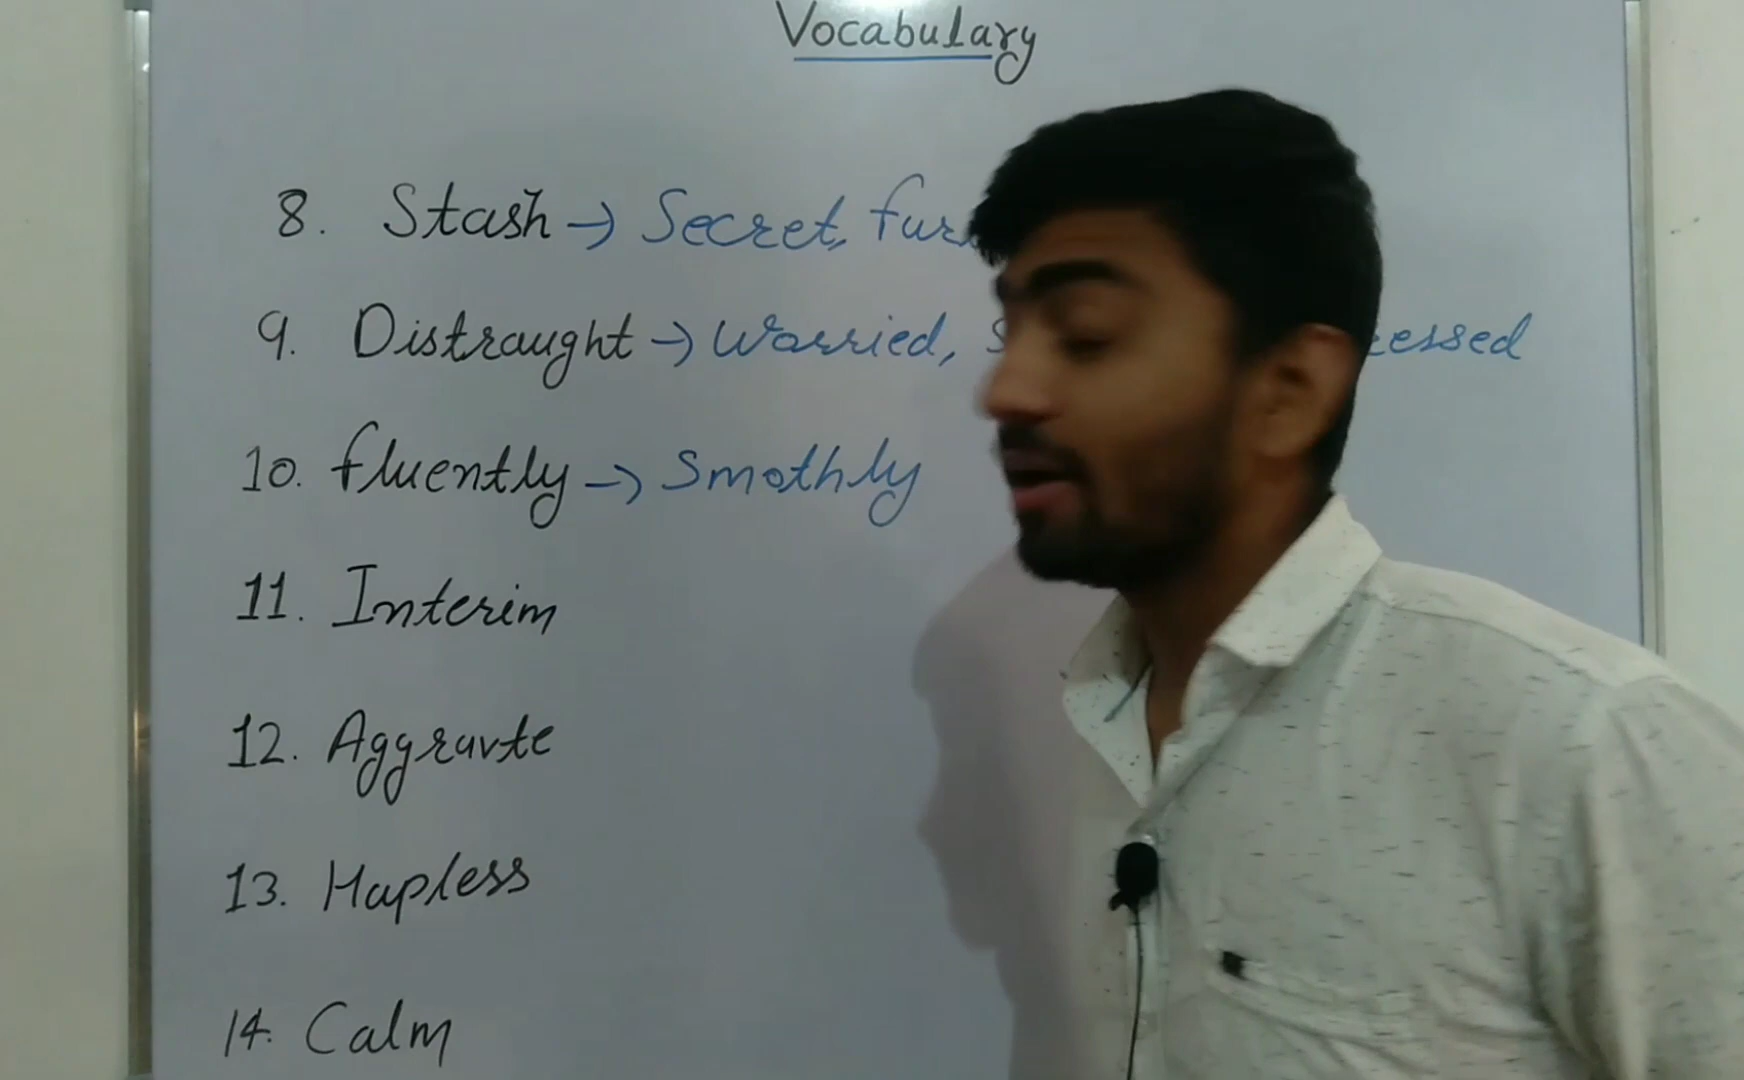 Vocabulary
8. Stash → Secret,
9. Distraught → Worried,
10. fluently → Smothly
11. Interim
12. Aggravte
13. Hapless
14. Calm